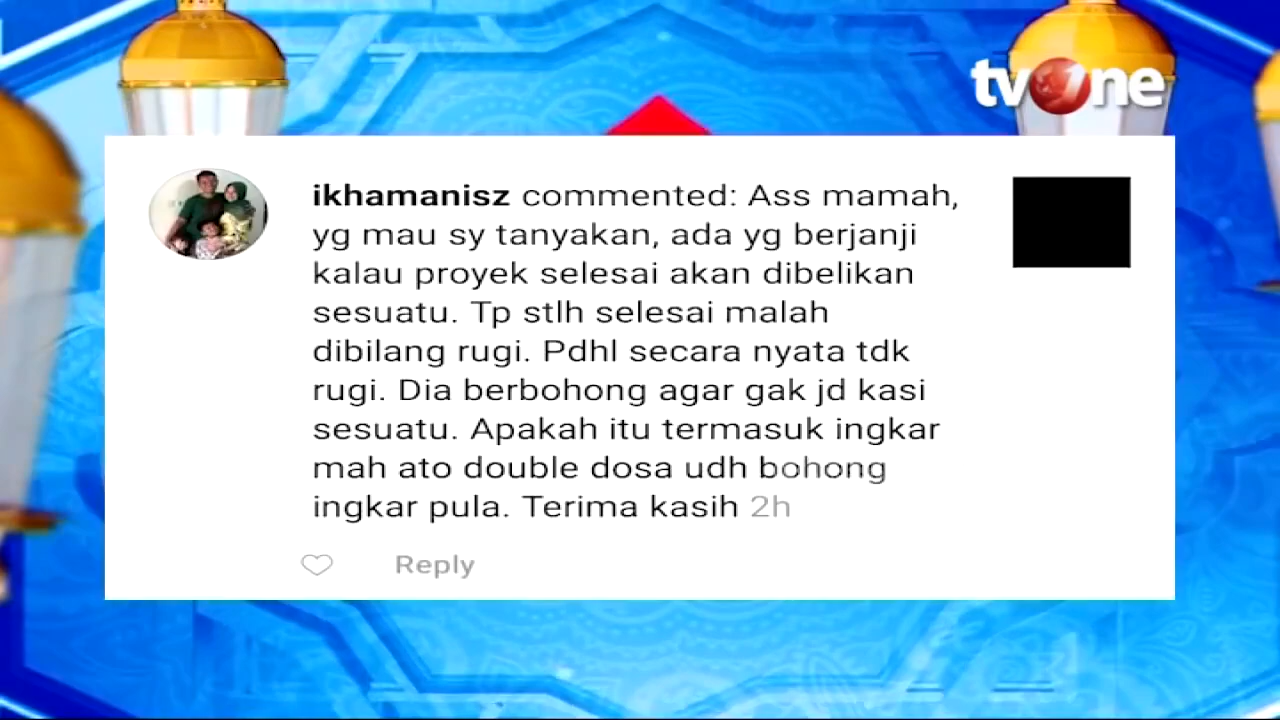 tvOne
ikhamanisz commented: Ass mamah,
yg mau sy tanyakan, ada yg berjanji
kalau proyek selesai akan dibelikan
sesuatu. Tp stlh selesai malah
dibilang rugi. Pdhl secara nyata tdk
rugi. Dia berbohong agar gak jd kasi
sesuatu. Apakah itu termasuk ingkar
mah ato double dosa udh bohong
ingkar pula. Terima kasih 2h
Reply